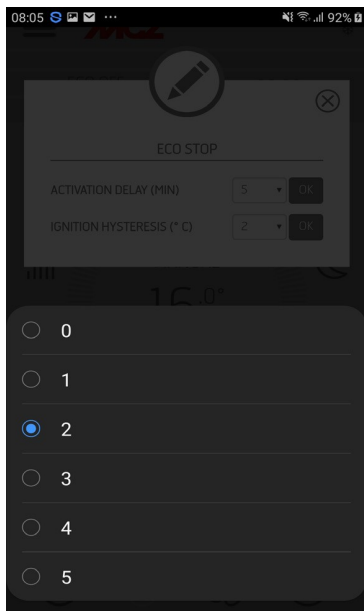 08:05 92%
MCZ
ECO STOP
ACTIVATION DELAY (MIN) 5 OK
IGNITION HYSTERESIS (° C) 2 OK
16.0°
0
1
2
3
4
5